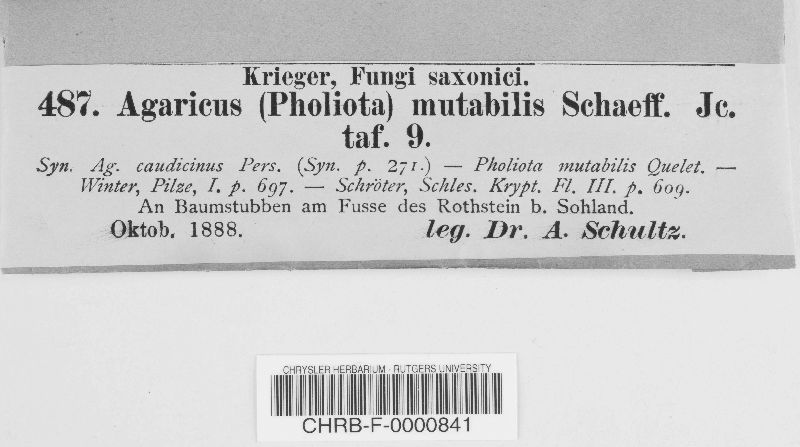 Krieger, Fungi saxonici.
487. Agaricus (Pholiota) mutabilis Schaeff. Jc.
taf. 9.
Syn. Ag. caudicinus Pers. (Syn. p. 271.) — Pholiota mutabilis Quelet. —
Winter, Pilze, I. p. 697. — Schröter, Schles. Krypt. Fl. III. p. 609.
An Baumstubben am Fusse des Rothstein b. Sohland.
Oktob. 1888. leg. Dr. A. Schultz.
CHRYSLER HERBARIUM - RUTGERS UNIVERSITY
CHRB-F-0000841